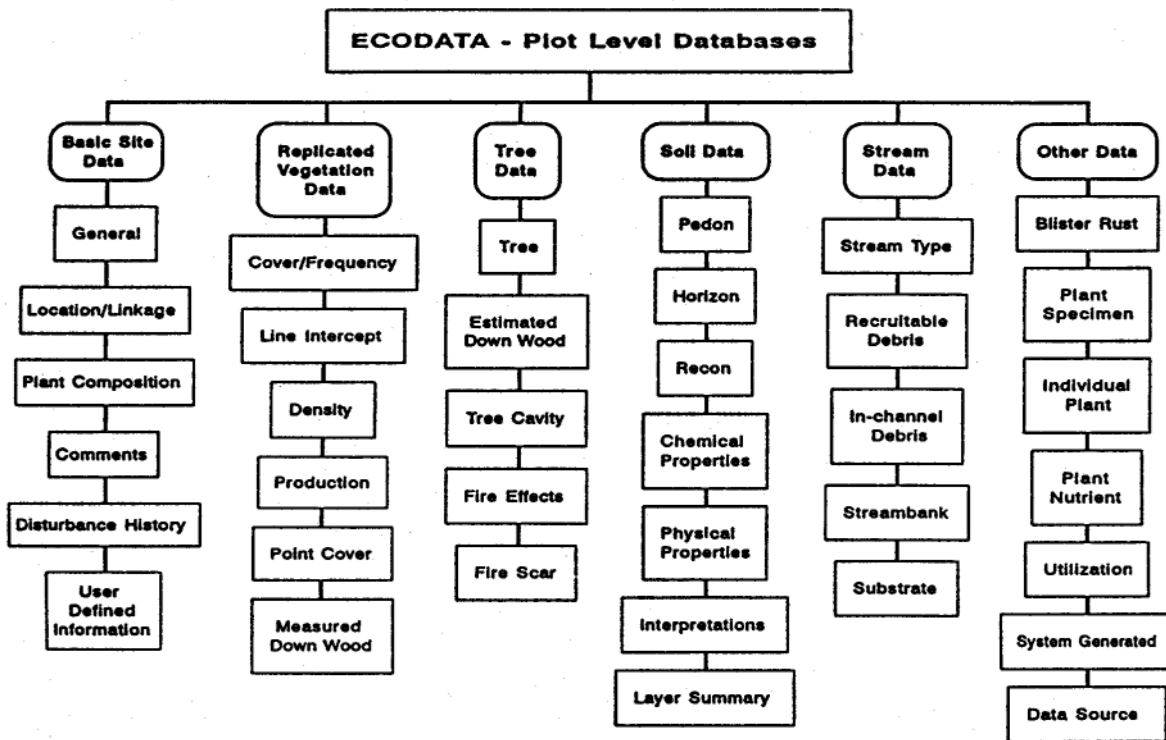 ECODATA - Plot Level Databases
Basic Site
Data
General
Location/Linkage
Plant Composition
Comments
Disturbance History
User
Defined
Information
Replicated
Vegetation
Data
Cover/Frequency
Line Intercept
Density
Production
Point Cover
Measured
Down Wood
Tree
Data
Tree
Estimated
Down Wood
Tree Cavity
Fire Effects
Fire Scar
Soil Data
Pedon
Horizon
Recon
Chemical
Properties
Physical
Properties
Interpretations
Layer Summary
Stream
Data
Stream Type
Recruitable
Debris
In-channel
Debris
Streambank
Substrate
Other Data
Blister Rust
Plant
Specimen
Individual
Plant
Plant
Nutrient
Utilization
System Generated
Data Source